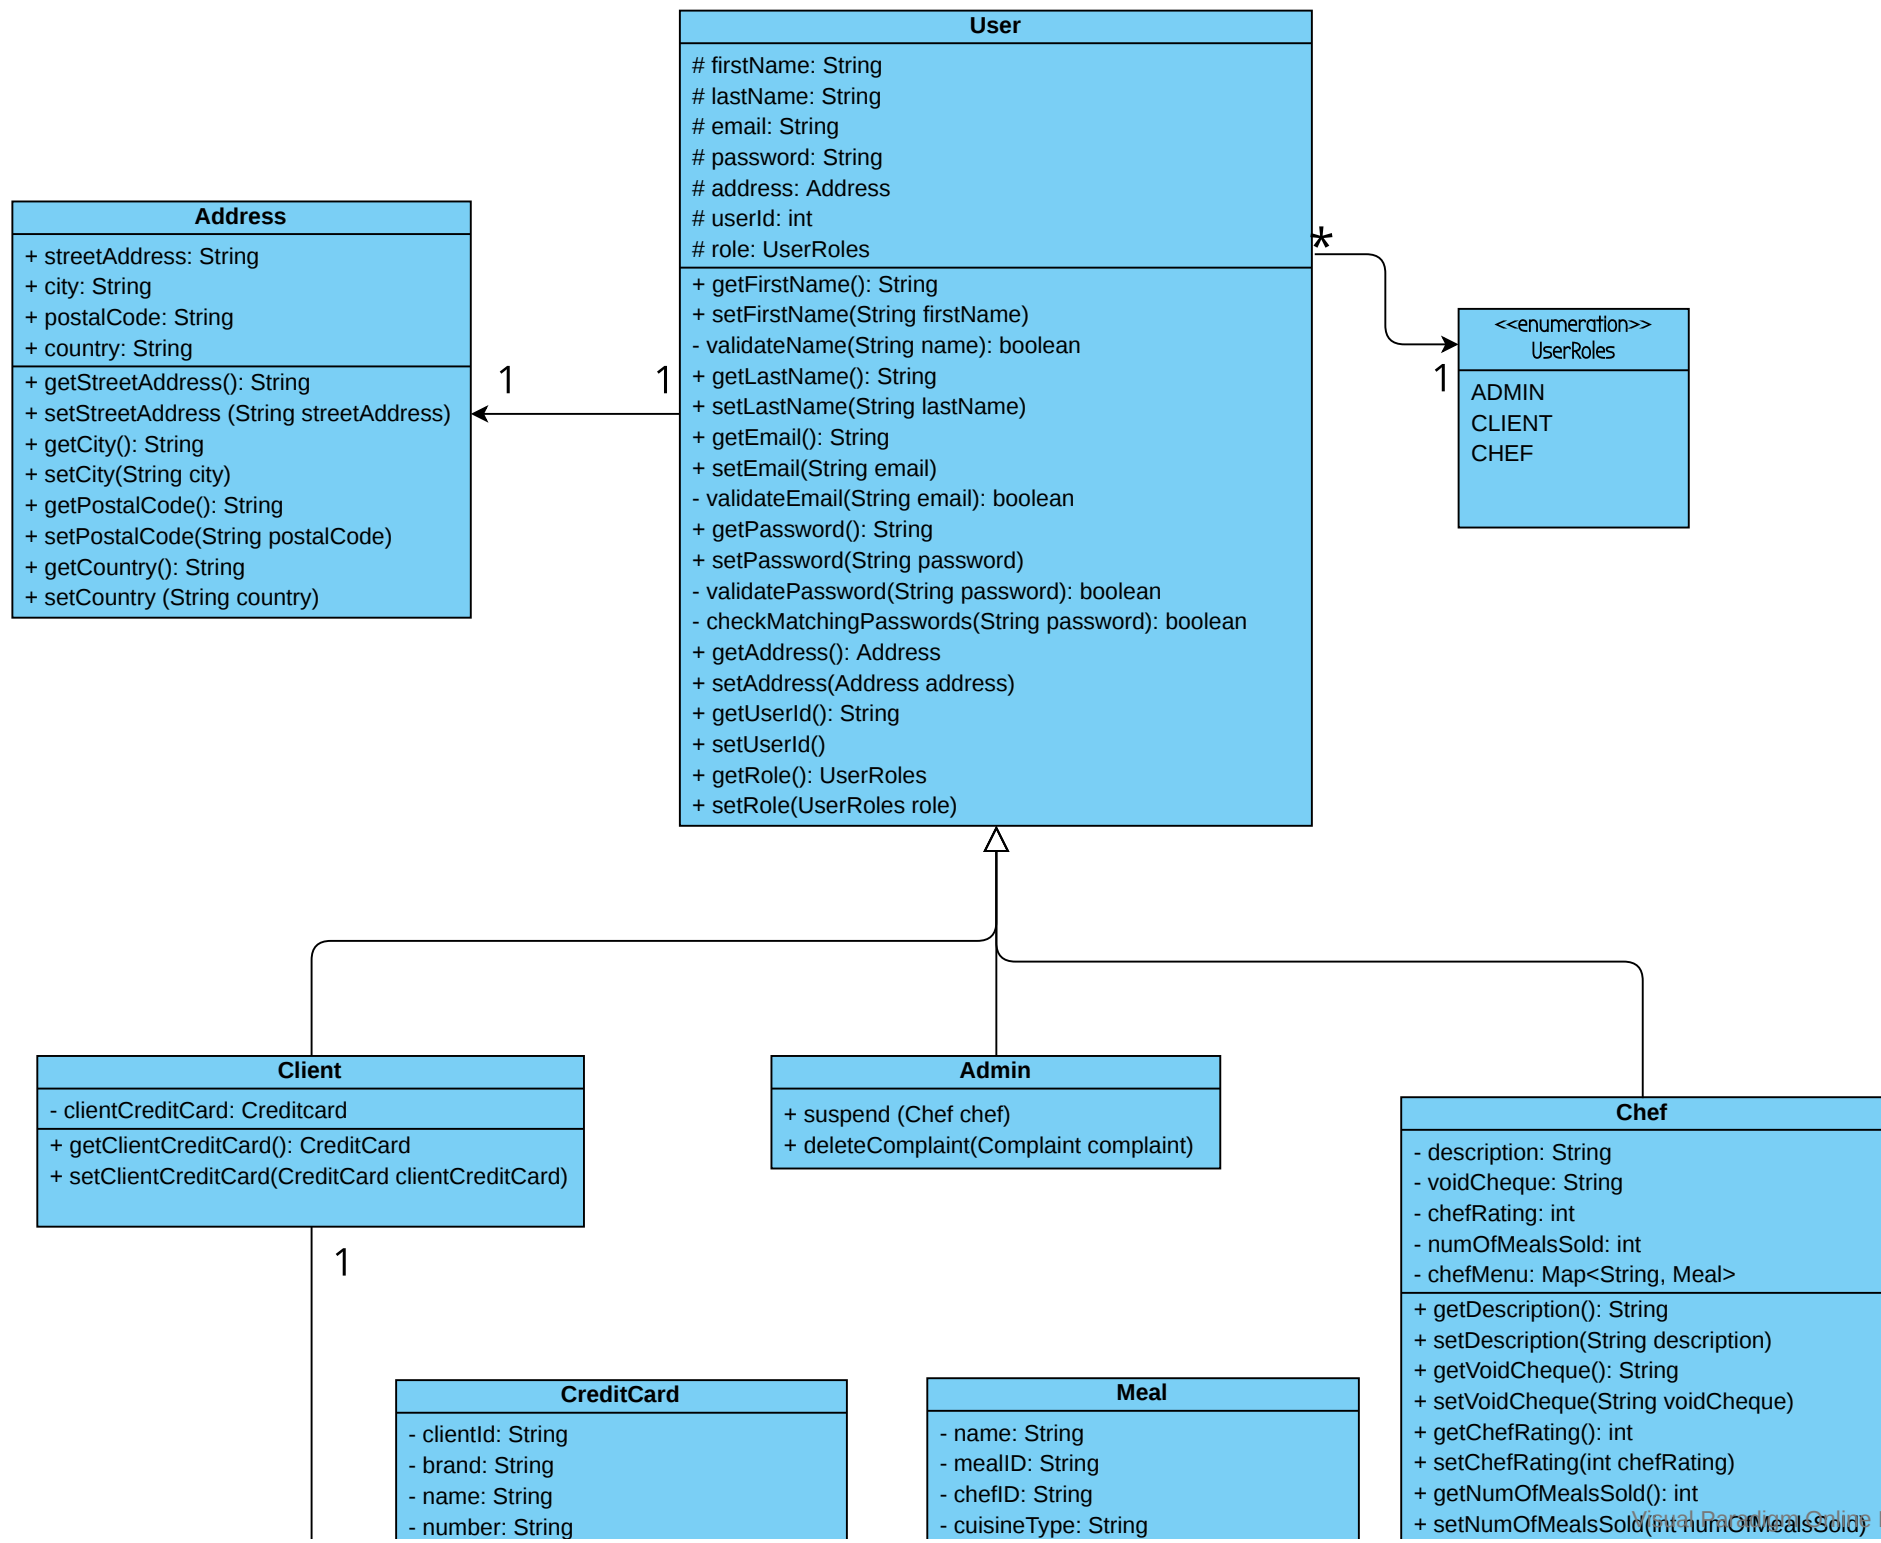 User
# firstName: String
# lastName: String
# email: String
# password: String
# address: Address
# userId: int
# role: UserRoles
+ getFirstName(): String
+ setFirstName(String firstName)
- validateName(String name): boolean
+ getLastName(): String
+ setLastName(String lastName)
+ getEmail(): String
+ setEmail(String email)
- validateEmail(String email): boolean
+ getPassword(): String
+ setPassword(String password)
- validatePassword(String password): boolean
- checkMatchingPasswords(String password): boolean
+ getAddress(): Address
+ setAddress(Address address)
+ getUserId(): String
+ setUserId()
+ getRole(): UserRoles
+ setRole(UserRoles role)
Address
+ streetAddress: String
+ city: String
+ postalCode: String
+ country: String
+ getStreetAddress(): String
+ setStreetAddress (String streetAddress)
+ getCity(): String
+ setCity(String city)
+ getPostalCode(): String
+ setPostalCode(String postalCode)
+ getCountry(): String
+ setCountry (String country)
1
1
*
1
<<enumeration>>
UserRoles
ADMIN
CLIENT
CHEF
Client
- clientCreditCard: Creditcard
+ getClientCreditCard(): CreditCard
+ setClientCreditCard(CreditCard clientCreditCard)
1
Admin
+ suspend (Chef chef)
+ deleteComplaint(Complaint complaint)
Chef
- description: String
- voidCheque: String
- chefRating: int
- numOfMealsSold: int
- chefMenu: Map<String, Meal>
+ getDescription(): String
+ setDescription(String description)
+ getVoidCheque(): String
+ setVoidCheque(String voidCheque)
+ getChefRating(): int
+ setChefRating(int chefRating)
+ getNumOfMealsSold(): int
+ setNumOfMealsSold(int numOfMealsSold)
CreditCard
- clientId: String
- brand: String
- name: String
- number: String
Meal
- name: String
- mealID: String
- chefID: String
- cuisineType: String
Visual Paradigm Online